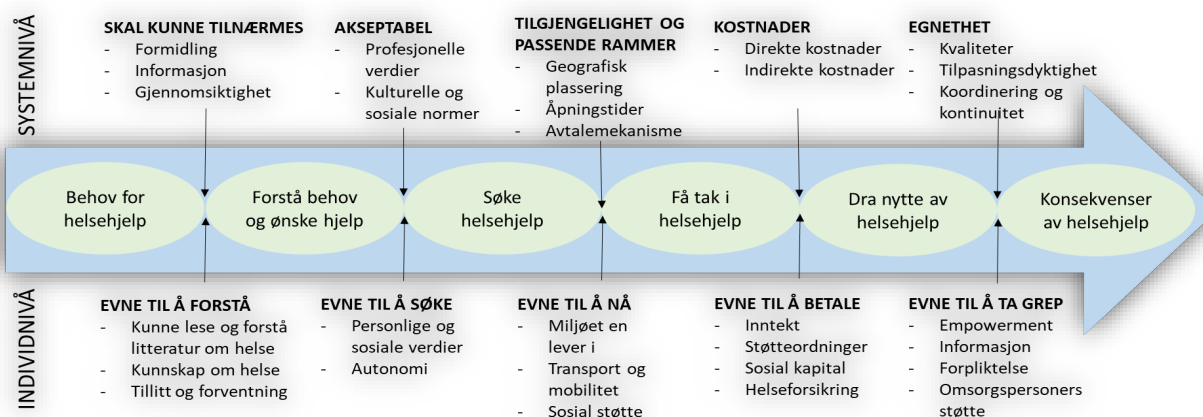 SYSTEMNIVÅ
SKAL KUNNE TILNÆRMES
- Formidling
- Informasjon
- Gjennomsiktighet
AKSEPTABEL
- Profesjonelle
verdier
- Kulturelle og
sosiale normer
TILGJENGELIGHET OG
PASSENDE RAMMER
- Geografisk
plassering
- Åpningstider
- Avtalemekanisme
KOSTNADER
- Direkte kostnader
- Indirekte kostnader
EGNETHET
- Kvaliteter
- Tilpasningsdyktighet
- Koordinering og
kontinuitet
Behov for
helsehjelp
Forstå behov
og ønske hjelp
Søke
helsehjelp
Få tak i
helsehjelp
Dra nytte av
helsehjelp
Konsekvenser
av helsehjelp
INDIVIDNIVÅ
EVNE TIL Å FORSTÅ
- Kunne lese og forstå
litteratur om helse
- Kunnskap om helse
- Tillitt og forventning
EVNE TIL Å SØKE
- Personlige og
sosiale verdier
- Autonomi
EVNE TIL Å NÅ
- Miljøet en
lever i
- Transport og
mobilitet
- Sosial støtte
EVNE TIL Å BETALE
- Inntekt
- Støtteordninger
- Sosial kapital
- Helseforsikring
EVNE TIL Å TA GREP
- Empowerment
- Informasjon
- Forpliktelse
- Omsorgspersoners
støtte